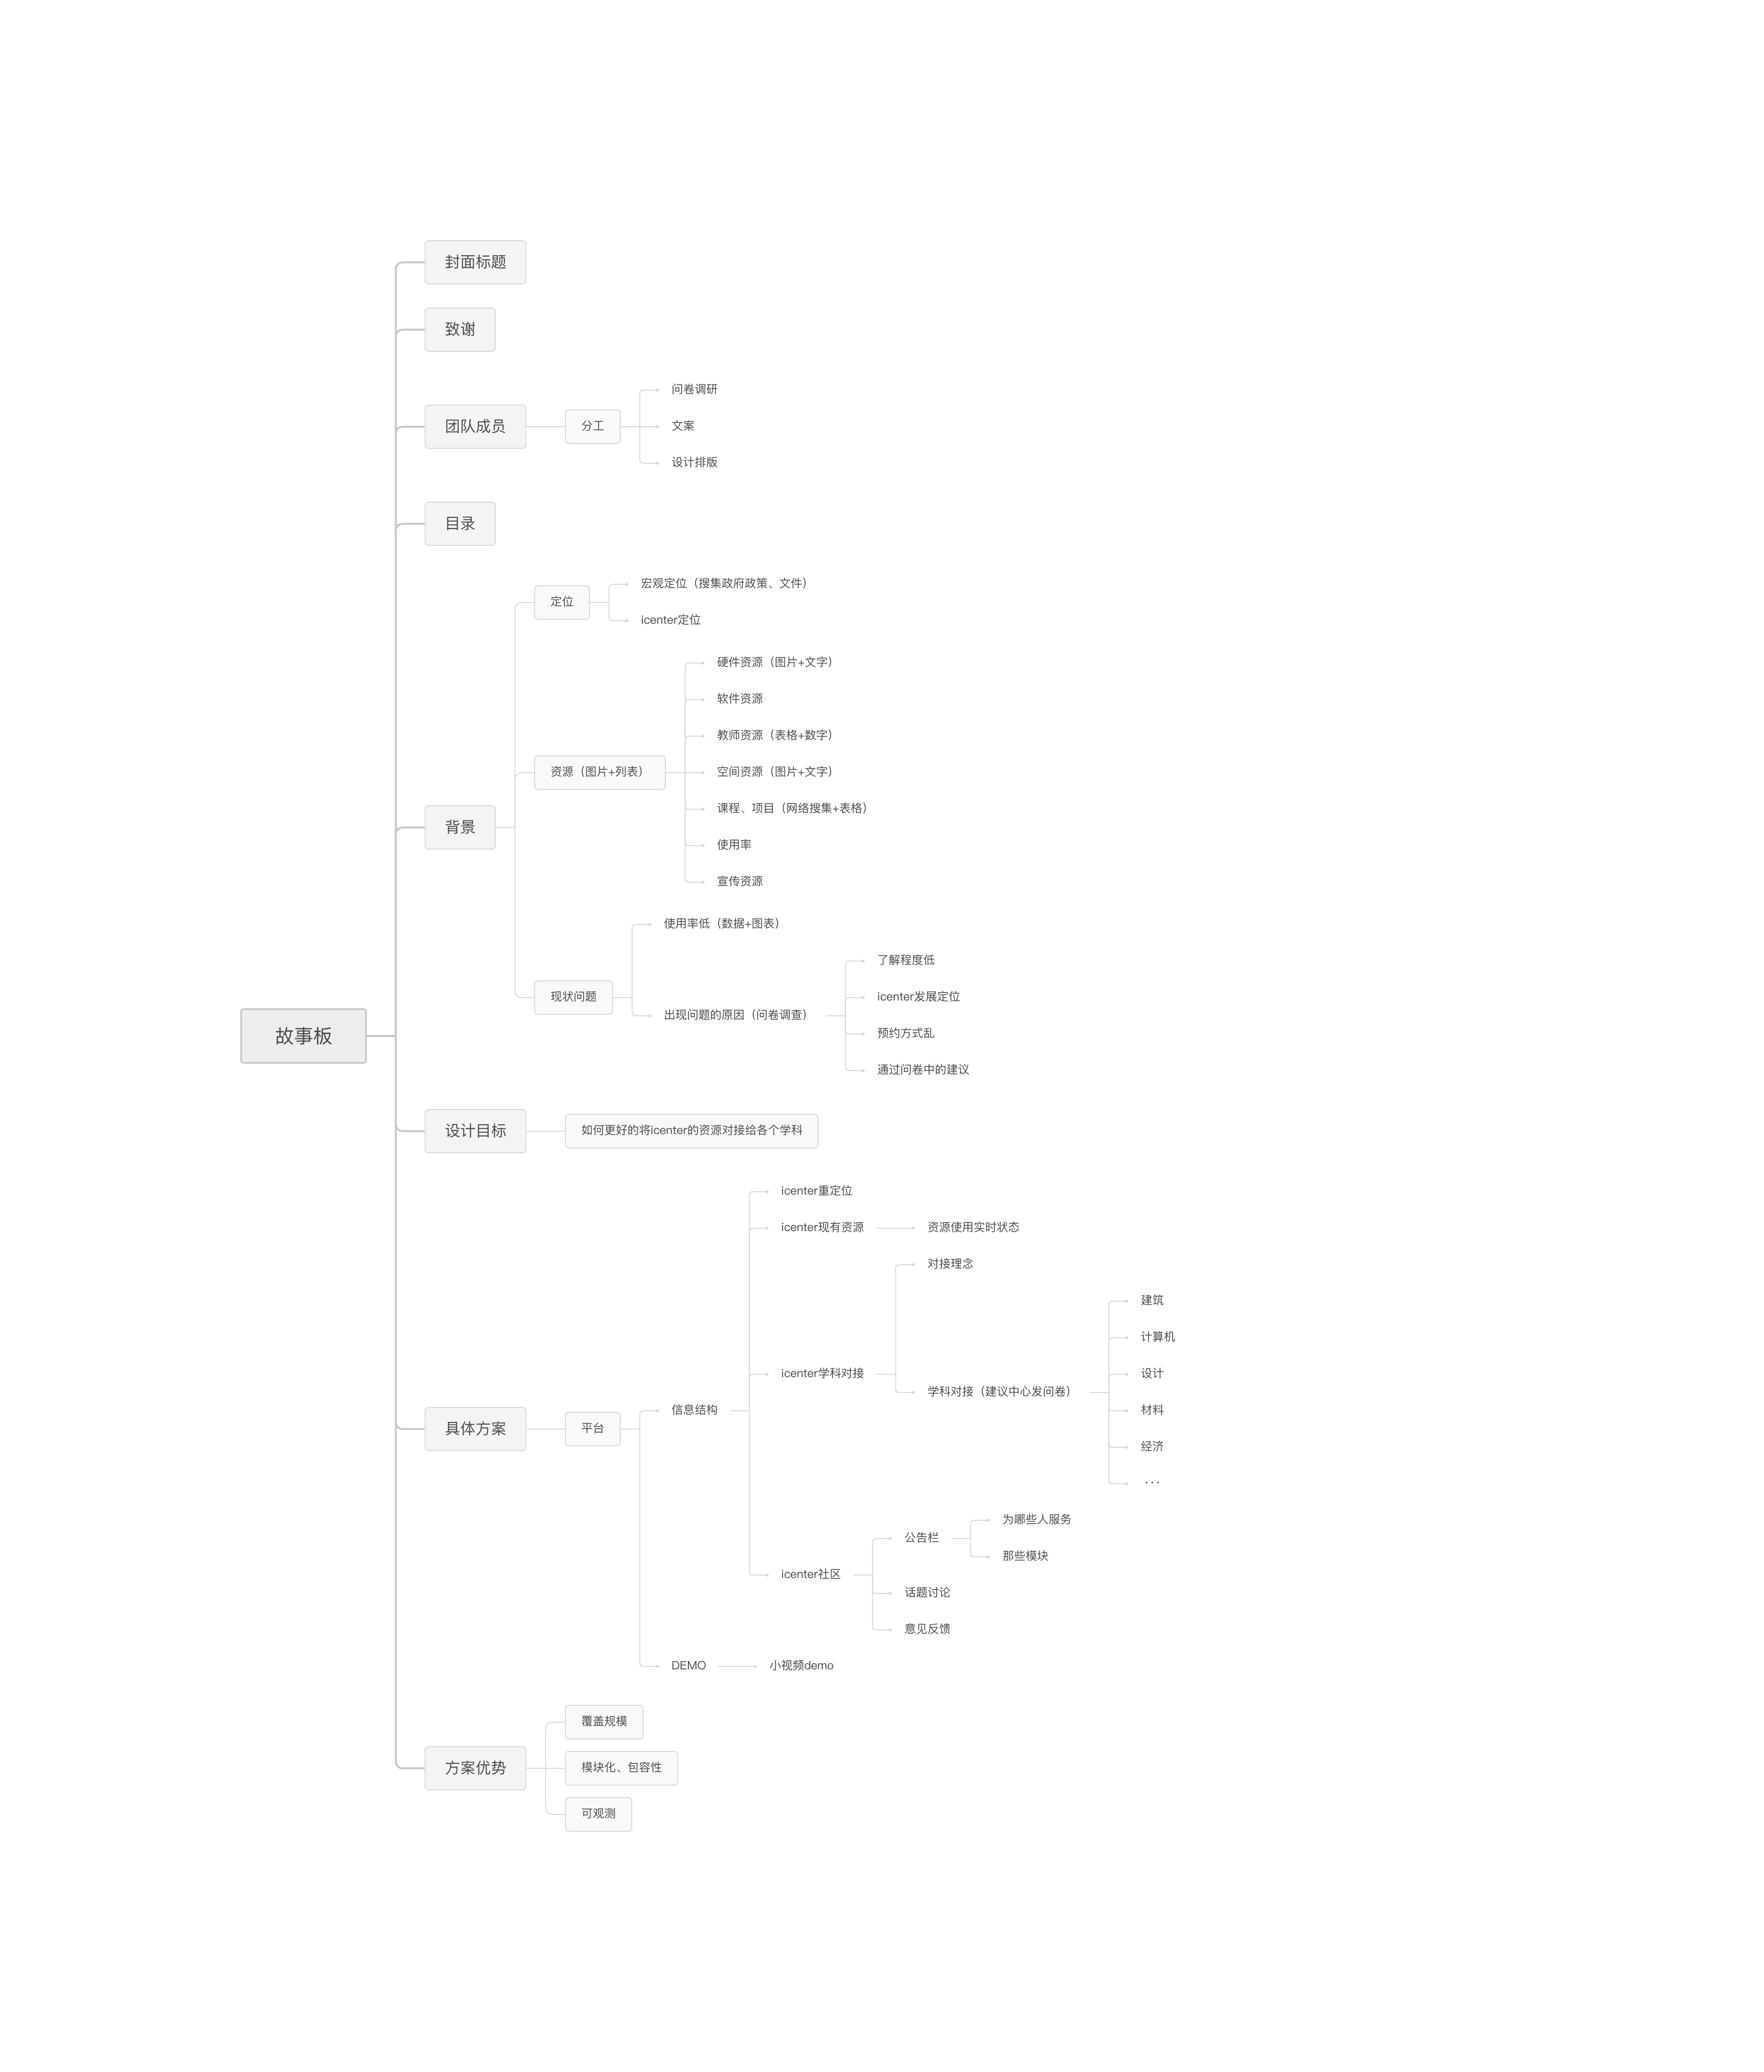 故事板
封面标题
致谢
团队成员
分工
问卷调研
文案
设计排版
目录
背景
定位
宏观定位（搜集政府政策、文件）
icenter定位
资源（图片+列表）
硬件资源（图片+文字）
软件资源
教师资源（表格+数字）
空间资源（图片+文字）
课程、项目（网络搜集+表格）
使用率
宣传资源
现状问题
使用率低（数据+图表）
出现问题的原因（问卷调查）
了解程度低
icenter发展定位
预约方式乱
通过问卷中的建议
设计目标
如何更好的将icenter的资源对接给各个学科
具体方案
平台
信息结构
icenter重定位
icenter现有资源
资源使用实时状态
icenter学科对接
对接理念
学科对接（建议中心发问卷）
建筑
计算机
设计
材料
经济
···
icenter社区
公告栏
为哪些人服务
那些模块
话题讨论
意见反馈
DEMO
小视频demo
方案优势
覆盖规模
模块化、包容性
可观测